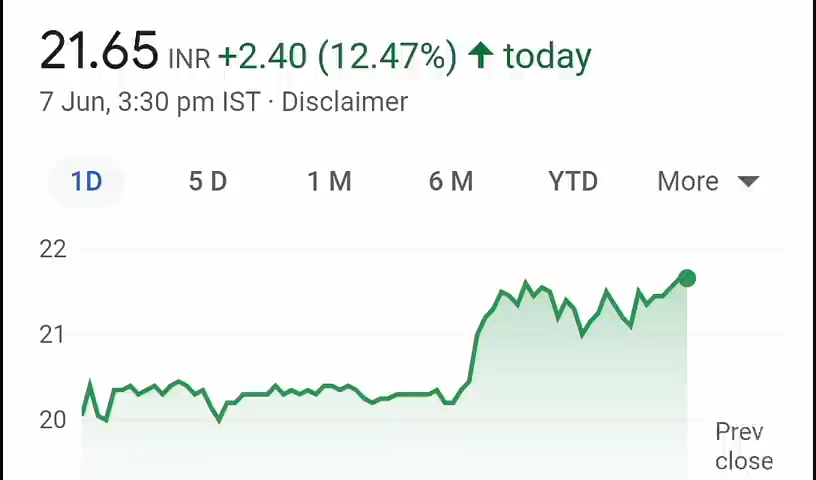 21.65 INR +2.40 (12.47%) ↑ today
7 Jun, 3:30 pm IST · Disclaimer
1D 5 D 1 M 6 M YTD More
22
21
20
Prev
close